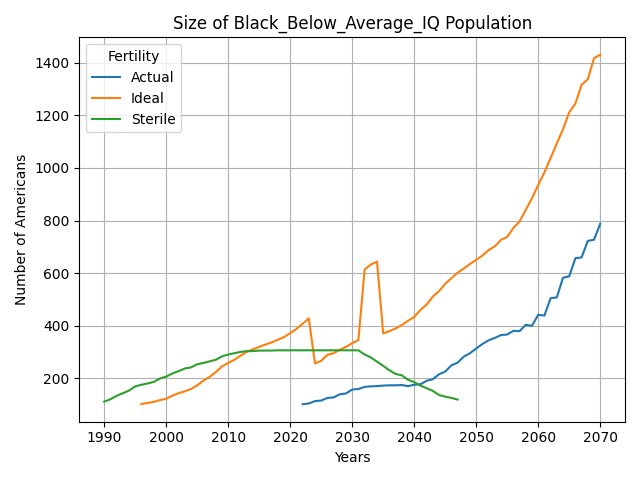 Size of Black_Below_Average_IQ Population
Fertility
Actual
Ideal
Sterile
Number of Americans
1400
1200
1000
800
600
400
200
1990 2000 2010 2020 2030 2040 2050 2060 2070
Years